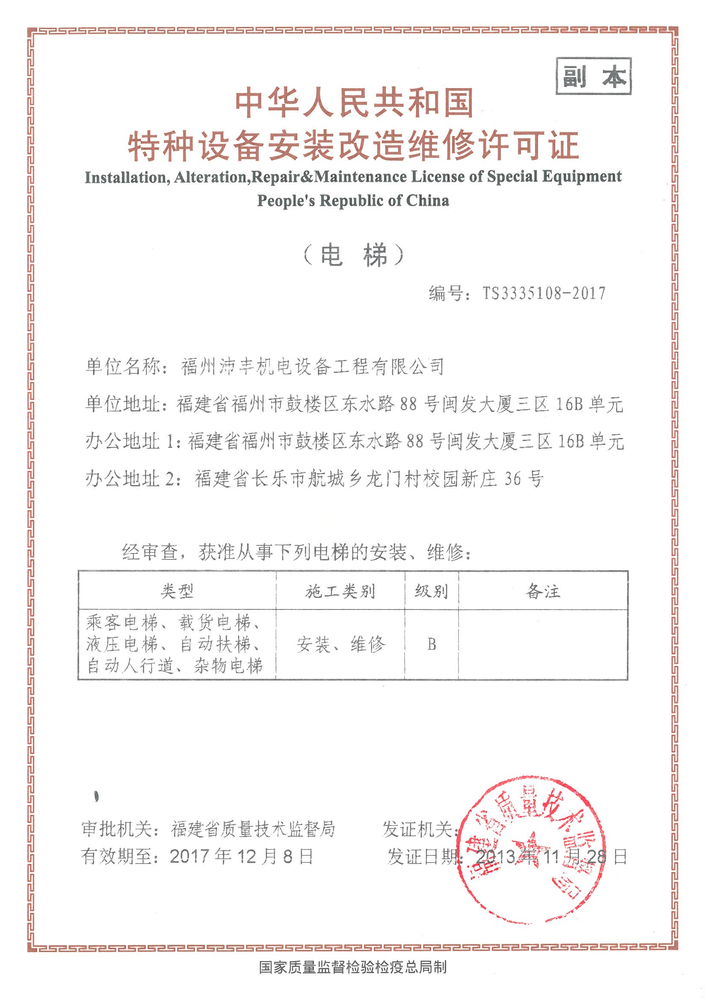 副 本
中华人民共和国
特种设备安装改造维修许可证
Installation, Alteration,Repair&Maintenance License of Special Equipment
People's Republic of China
（电 梯）
编号：TS3335108-2017
单位名称：福州沛丰机电设备工程有限公司
单位地址：福建省福州市鼓楼区东水路 88 号闽发大厦三区 16B 单元
办公地址 1：福建省福州市鼓楼区东水路 88 号闽发大厦三区 16B 单元
办公地址 2：福建省长乐市航城乡龙门村校园新庄 36 号
经审查，获准从事下列电梯的安装、维修：
类型 施工类别 级别 备注
乘客电梯、载货电梯、
液压电梯、自动扶梯、
自动人行道、杂物电梯
安装、维修 B
审批机关：福建省质量技术监督局 发证机关：
有效期至：2017 年 12 月 8 日 发证日期：2013 年 11 月 28 日
福建省质量技术监督局
国家质量监督检验检疫总局制